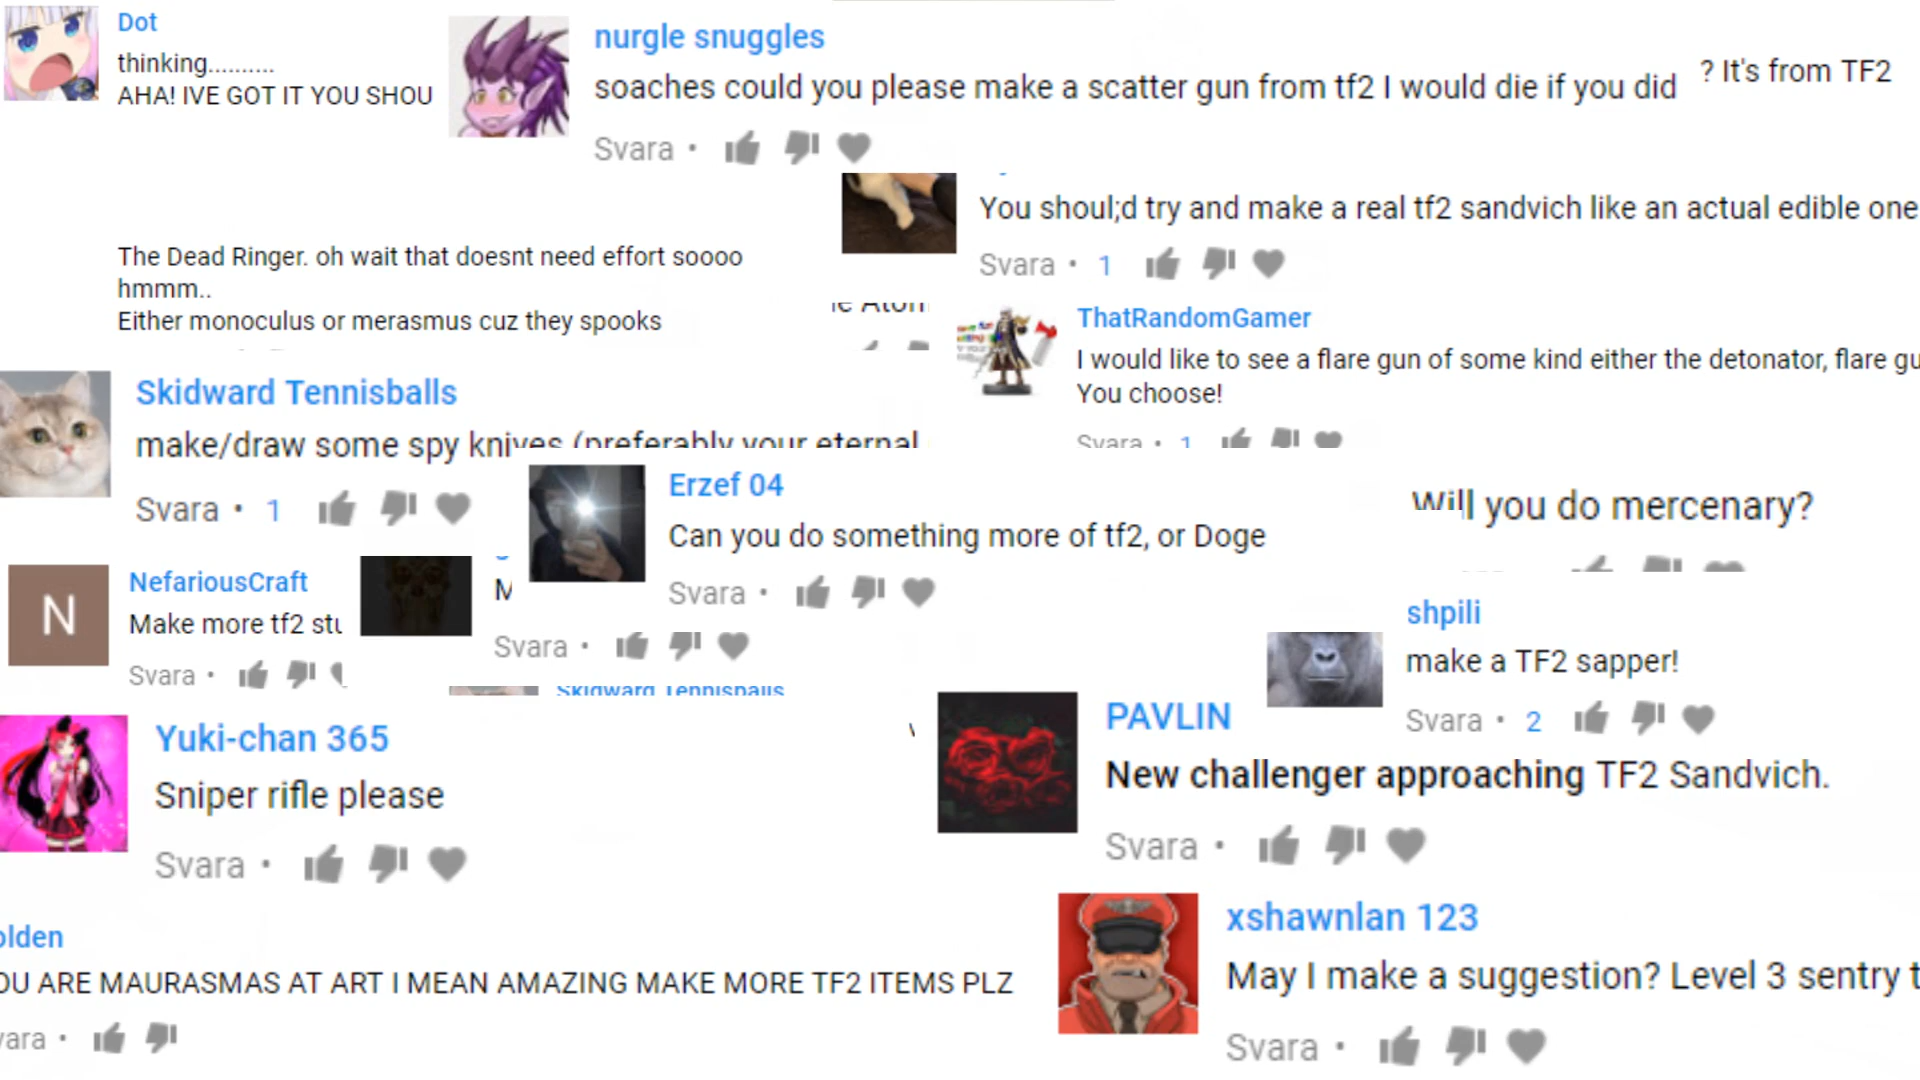 Dot
thinking..........
AHA! IVE GOT IT YOU SHOU
nurgle snuggles
soaches could you please make a scatter gun from tf2 I would die if you did
Svara
? It's from TF2
You shoul;d try and make a real tf2 sandvich like an actual edible one
Svara • 1
The Dead Ringer. oh wait that doesnt need effort soooo
hmmm..
Either monoculus or merasmus cuz they spooks
ThatRandomGamer
I would like to see a flare gun of some kind either the detonator, flare gu
You choose!
Svara • 1
Skidward Tennisballs
make/draw some spy knives (preferably your eternal
Svara • 1
Erzef 04
Can you do something more of tf2, or Doge
Svara •
Will you do mercenary?
NefariousCraft
Make more tf2 stu
Svara •
M
Svara •
shpili
make a TF2 sapper!
Svara • 2
Skidward Tennisballs
Yuki-chan 365
Sniper rifle please
Svara •
PAVLIN
New challenger approaching TF2 Sandvich.
Svara •
olden
OU ARE MAURASMAS AT ART I MEAN AMAZING MAKE MORE TF2 ITEMS PLZ
vara •
xshawnlan 123
May I make a suggestion? Level 3 sentry t
Svara •
N